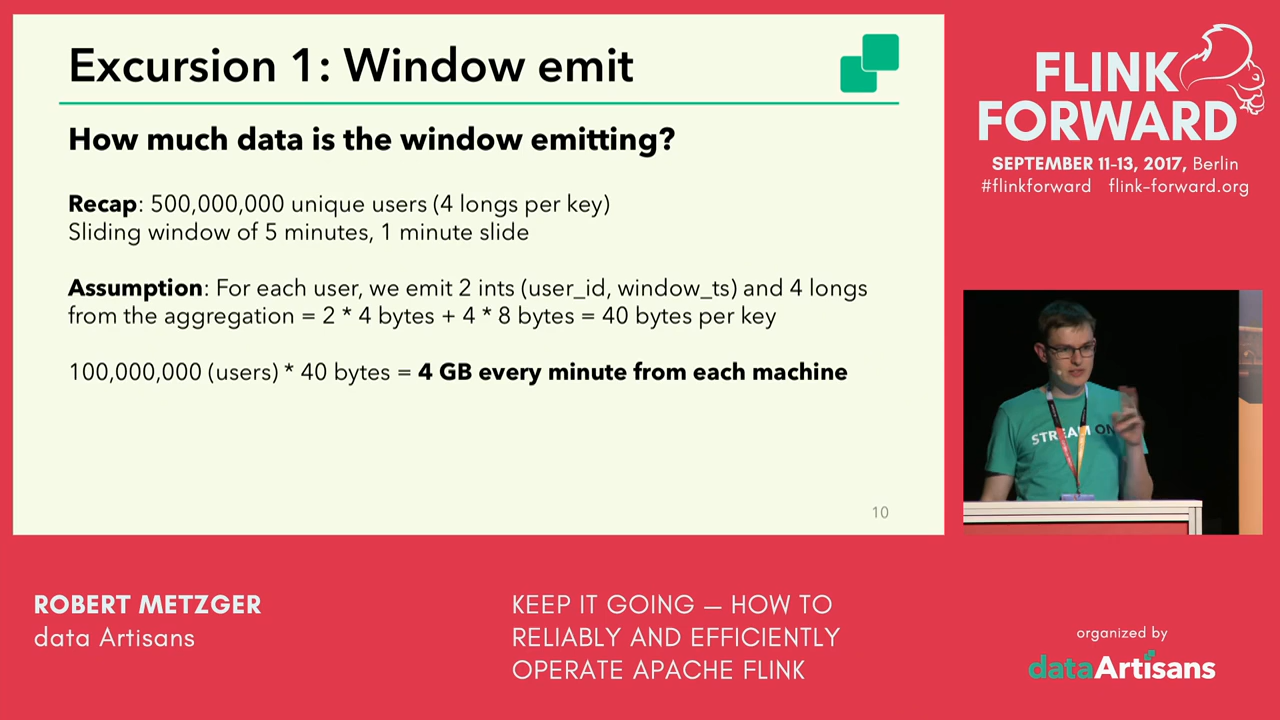 Excursion 1: Window emit
How much data is the window emitting?
Recap: 500,000,000 unique users (4 longs per key)
Sliding window of 5 minutes, 1 minute slide
Assumption: For each user, we emit 2 ints (user_id, window_ts) and 4 longs
from the aggregation = 2 * 4 bytes + 4 * 8 bytes = 40 bytes per key
100,000,000 (users) * 40 bytes = 4 GB every minute from each machine
10
FLINK
FORWARD
SEPTEMBER 11-13, 2017, Berlin
#flinkforward flink-forward.org
STREAM ON
ROBERT METZGER
data Artisans
KEEP IT GOING — HOW TO
RELIABLY AND EFFICIENTLY
OPERATE APACHE FLINK
organized by
dataArtisans